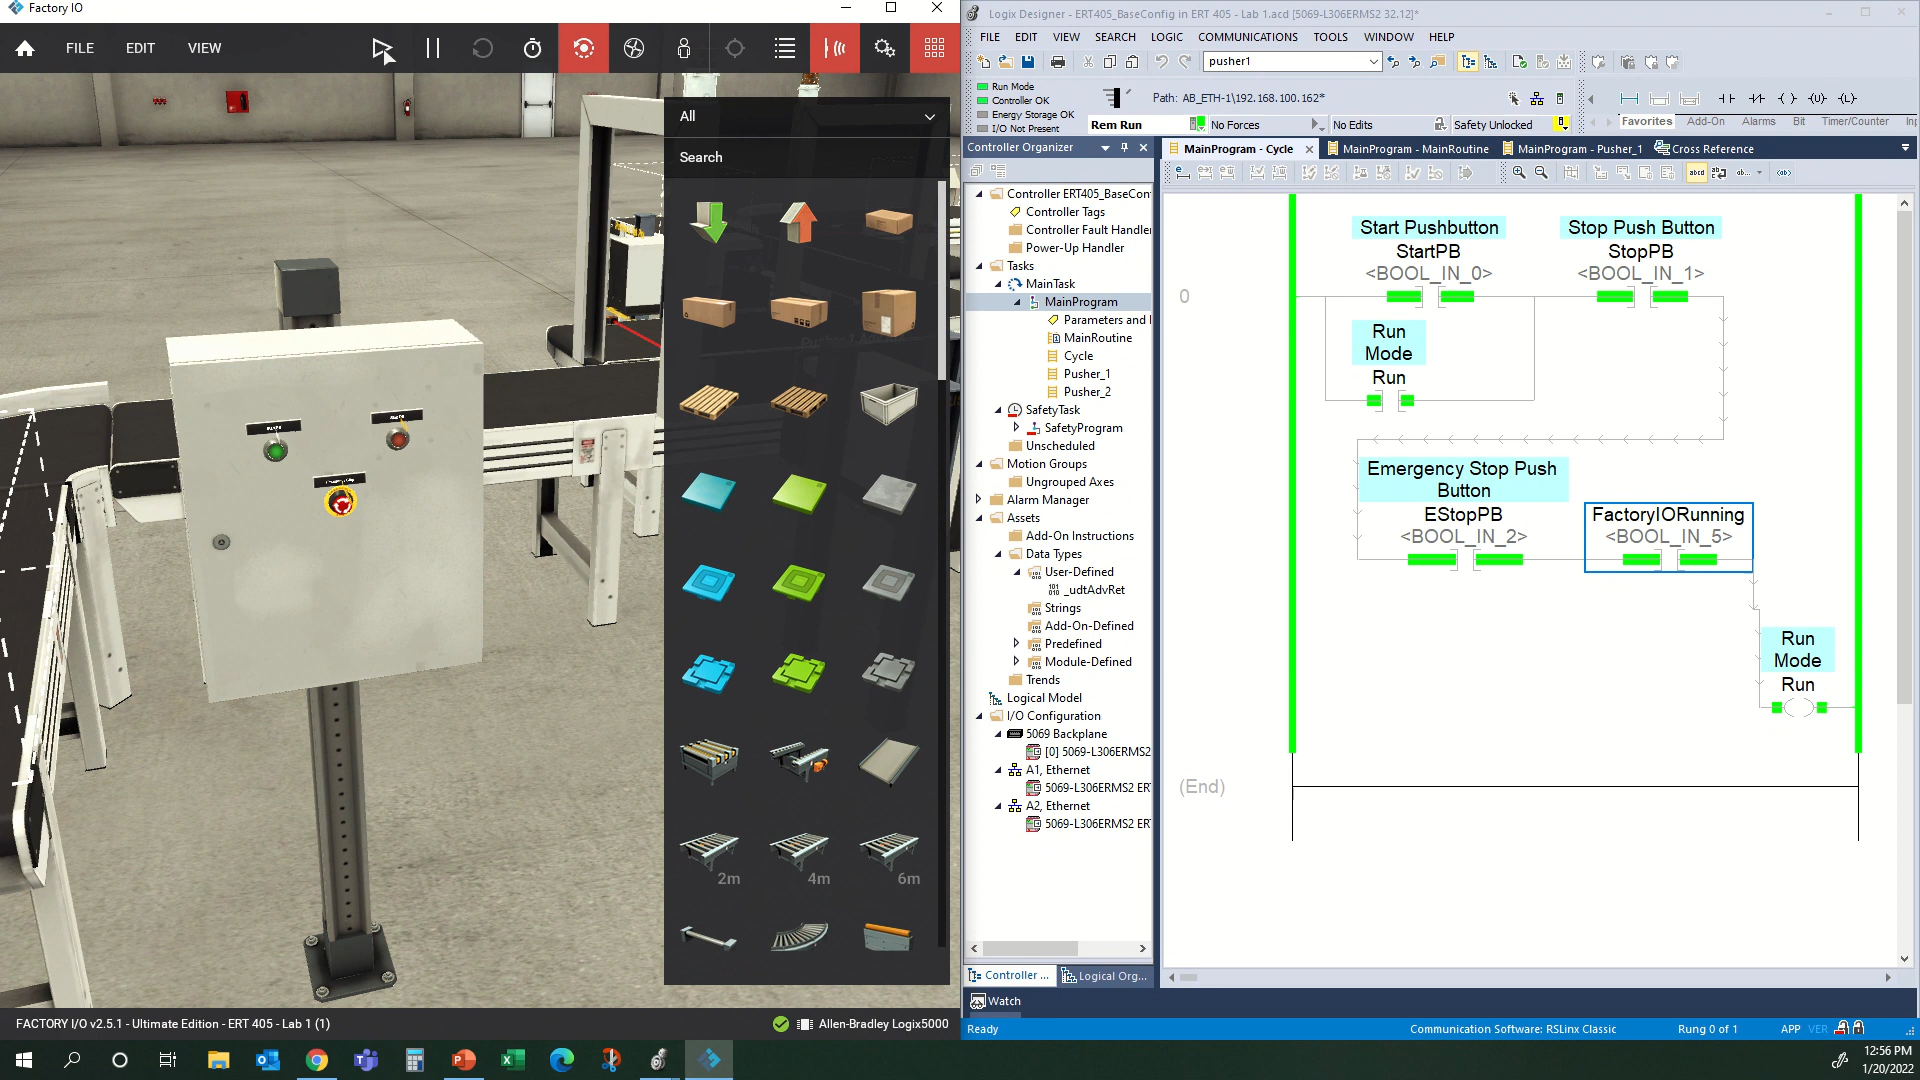 Factory IO
FILE EDIT VIEW
All
Search
2m 4m 6m
FACTORY I/O v2.5.1 - Ultimate Edition - ERT 405 - Lab 1 (1)
Allen-Bradley Logix5000
Logix Designer - ERT405_BaseConfig in ERT 405 - Lab 1.acd [5069-L306ERMS2 32.12]*
FILE EDIT VIEW SEARCH LOGIC COMMUNICATIONS TOOLS WINDOW HELP
pusher1
Run Mode
Controller OK
Energy Storage OK
I/O Not Present
Path: AB_ETH-1\192.168.100.162*
Rem Run No Forces No Edits Safety Unlocked
Favorites Add-On Alarms Bit Timer/Counter
Controller Organizer
MainProgram - Cycle MainProgram - MainRoutine MainProgram - Pusher_1 Cross Reference
Controller ERT405_BaseConf
Controller Tags
Controller Fault Handler
Power-Up Handler
Tasks
MainTask
MainProgram
Parameters and
MainRoutine
Cycle
Pusher_1
Pusher_2
SafetyTask
SafetyProgram
Unscheduled
Motion Groups
Ungrouped Axes
Alarm Manager
Assets
Add-On Instructions
Data Types
User-Defined
_udtAdvRet
Strings
Add-On-Defined
Predefined
Module-Defined
Trends
Logical Model
I/O Configuration
5069 Backplane
[0] 5069-L306ERMS2
A1, Ethernet
5069-L306ERMS2 ER
A2, Ethernet
5069-L306ERMS2 ER
Controller ... Logical Org...
Start Pushbutton
StartPB
<BOOL_IN_0>
Stop Push Button
StopPB
<BOOL_IN_1>
0
Run
Mode
Run
Emergency Stop Push
Button
EStopPB
<BOOL_IN_2>
FactoryIORunning
<BOOL_IN_5>
Run
Mode
Run
(End)
Watch
Ready
Communication Software: RSLinx Classic
Rung 0 of 1
APP VER
12:56 PM
1/20/2022